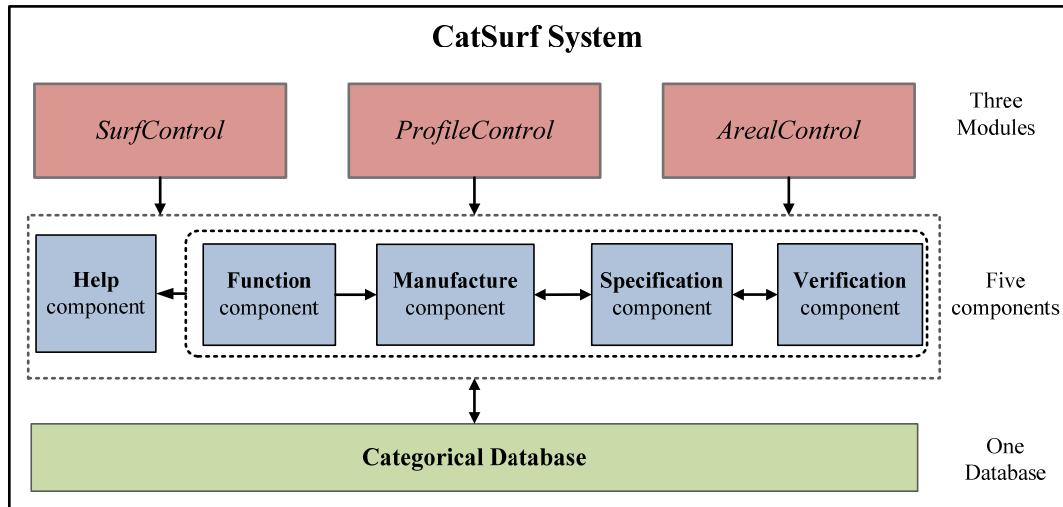 CatSurf System
SurfControl
ProfileControl
ArealControl
Three
Modules
Help
component
Function
component
Manufacture
component
Specification
component
Verification
component
Five
components
Categorical Database
One
Database